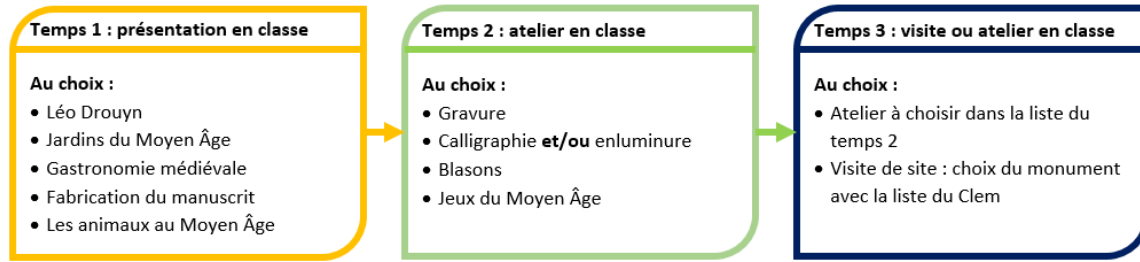 Temps 1 : présentation en classe
Au choix :
• Léo Drouyn
• Jardins du Moyen Âge
• Gastronomie médiévale
• Fabrication du manuscrit
• Les animaux au Moyen Âge
Temps 2 : atelier en classe
Au choix :
• Gravure
• Calligraphie et/ou enluminure
• Blasons
• Jeux du Moyen Âge
Temps 3 : visite ou atelier en classe
Au choix :
• Atelier à choisir dans la liste du
temps 2
• Visite de site : choix du monument
avec la liste du Clem